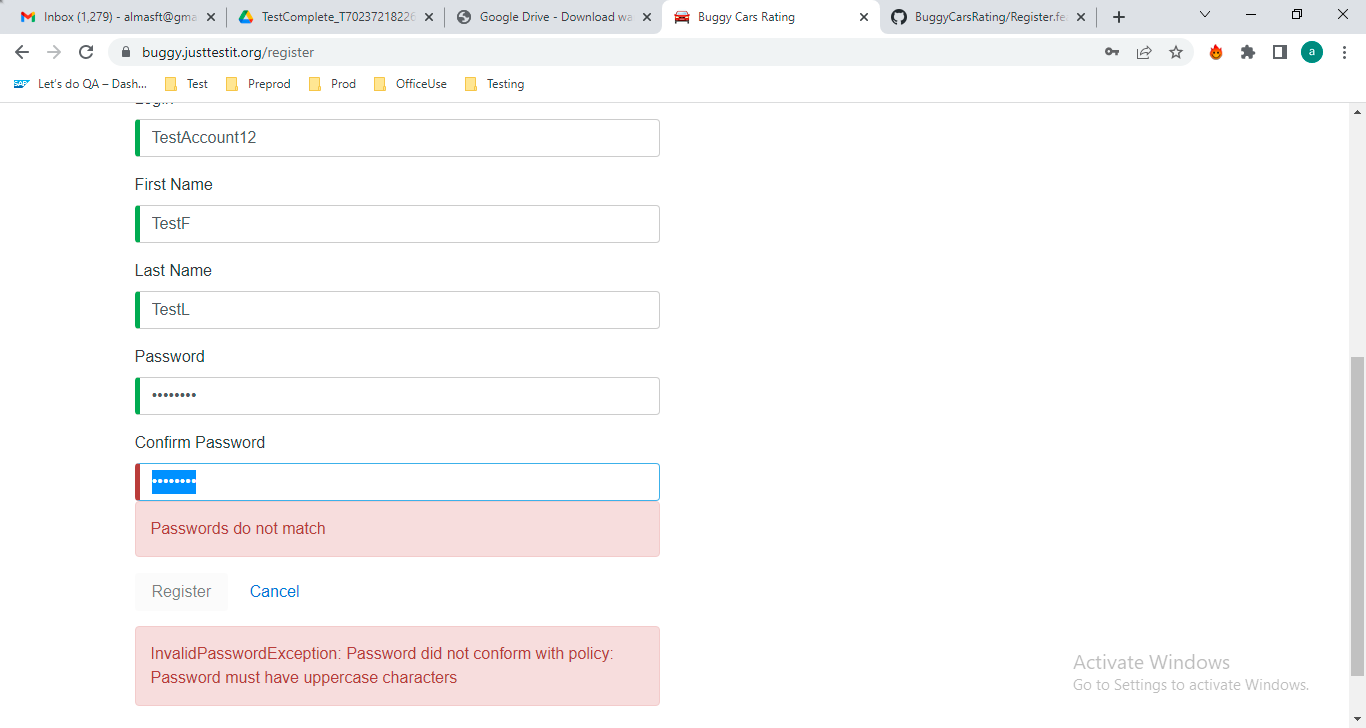 Inbox (1,279) - almasft@gma
TestComplete_T70237218226
Google Drive - Download wa
Buggy Cars Rating
BuggyCarsRating/Register.fe
buggy.justtestit.org/register
a
SAP Let's do QA – Dash...
Test
Preprod
Prod
OfficeUse
Testing
Login
TestAccount12
First Name
TestF
Last Name
TestL
Password
••••••••
Confirm Password
••••••••
Passwords do not match
Register Cancel
InvalidPasswordException: Password did not conform with policy:
Password must have uppercase characters
Activate Windows
Go to Settings to activate Windows.